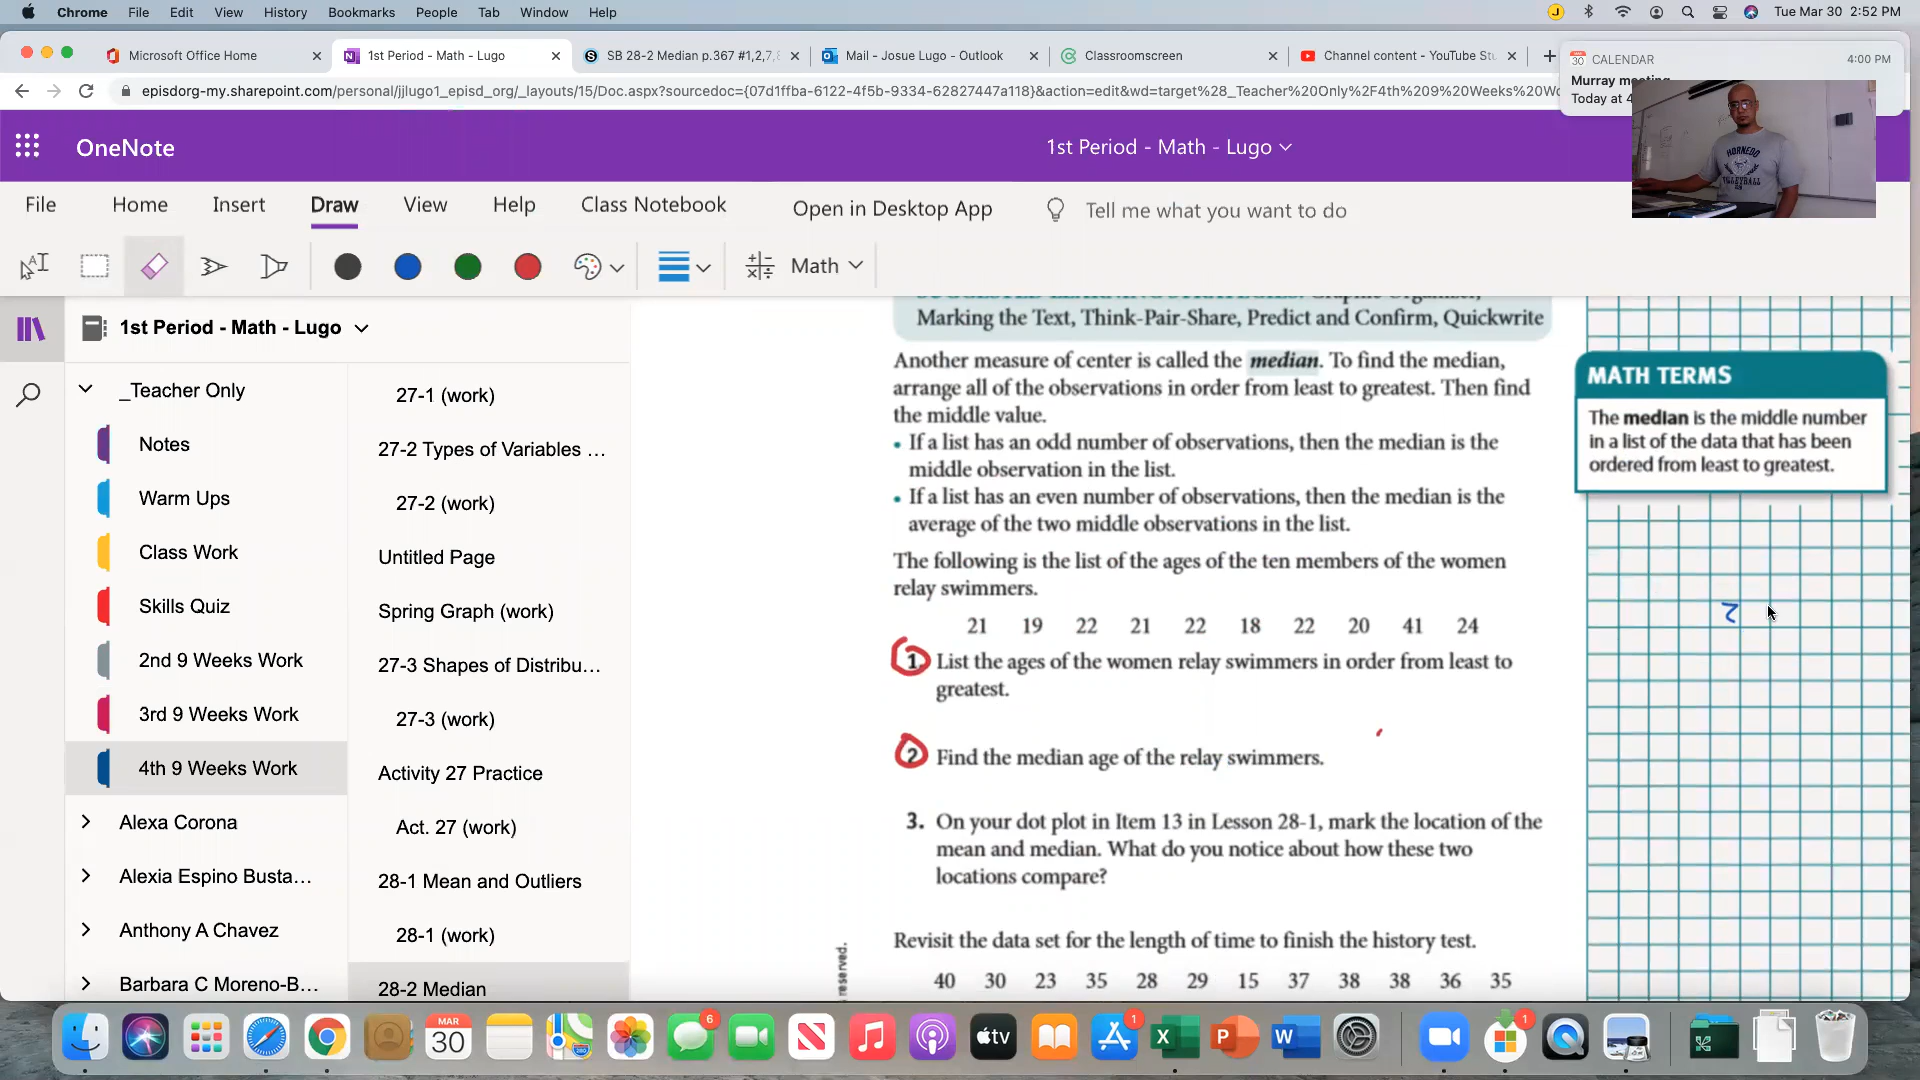 Chrome File Edit View History Bookmarks People Tab Window Help J Tue Mar 30 2:52 PM
Microsoft Office Home 1st Period - Math - Lugo SB 28-2 Median p.367 #1,2,7, Mail - Josue Lugo - Outlook Classroomscreen Channel content - YouTube Stu
CALENDAR 4:00 PM
Murray meeting
Today at 4
episdorg-my.sharepoint.com/personal/jjlugo1_episd_org/_layouts/15/Doc.aspx?sourcedoc={07d1ffba-6122-4f5b-9334-62827447a118}&action=edit&wd=target%28_Teacher%20Only%2F4th%209%20Weeks%20Wo
OneNote 1st Period - Math - Lugo
HORNEDO
VOLLEYBALL
File Home Insert Draw View Help Class Notebook Open in Desktop App Tell me what you want to do
Math
1st Period - Math - Lugo
_Teacher Only
Notes
Warm Ups
Class Work
Skills Quiz
2nd 9 Weeks Work
3rd 9 Weeks Work
4th 9 Weeks Work
Alexa Corona
Alexia Espino Busta...
Anthony A Chavez
Barbara C Moreno-B...
27-1 (work)
27-2 Types of Variables ...
27-2 (work)
Untitled Page
Spring Graph (work)
27-3 Shapes of Distribu...
27-3 (work)
Activity 27 Practice
Act. 27 (work)
28-1 Mean and Outliers
28-1 (work)
28-2 Median
SUGGESTED LEARNING STRATEGIES: Graphic Organizer,
Marking the Text, Think-Pair-Share, Predict and Confirm, Quickwrite
Another measure of center is called the median. To find the median,
arrange all of the observations in order from least to greatest. Then find
the middle value.
• If a list has an odd number of observations, then the median is the
middle observation in the list.
• If a list has an even number of observations, then the median is the
average of the two middle observations in the list.
The following is the list of the ages of the ten members of the women
relay swimmers.
21 19 22 21 22 18 22 20 41 24
1. List the ages of the women relay swimmers in order from least to
greatest.
2 Find the median age of the relay swimmers.
3. On your dot plot in Item 13 in Lesson 28-1, mark the location of the
mean and median. What do you notice about how these two
locations compare?
Revisit the data set for the length of time to finish the history test.
40 30 23 35 28 29 15 37 38 38 36 35
reserved.
MATH TERMS
The median is the middle number
in a list of the data that has been
ordered from least to greatest.
MAR
30
6
1
1
tv